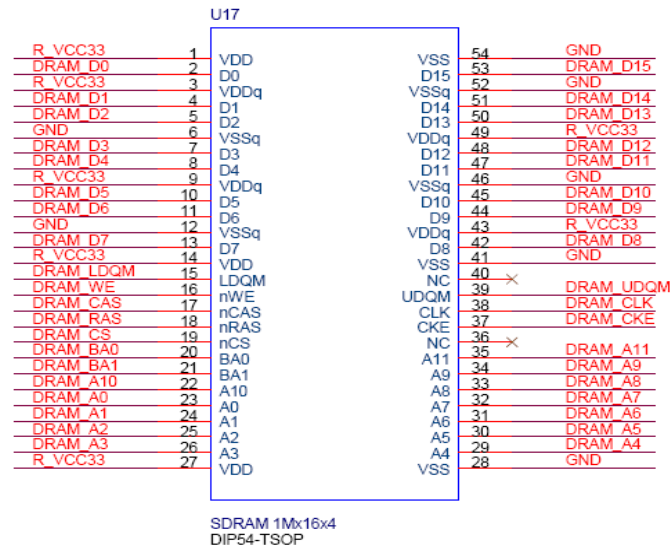 U17
R_VCC33 1 VDD VSS 54 GND
DRAM_D0 2 D0 D15 53 DRAM_D15
R_VCC33 3 VDDq VSSq 52 GND
DRAM_D1 4 D1 D14 51 DRAM_D14
DRAM_D2 5 D2 D13 50 DRAM_D13
GND 6 VSSq VDDq 49 R_VCC33
DRAM_D3 7 D3 D12 48 DRAM_D12
DRAM_D4 8 D4 D11 47 DRAM_D11
R_VCC33 9 VDDq VSSq 46 GND
DRAM_D5 10 D5 D10 45 DRAM_D10
DRAM_D6 11 D6 D9 44 DRAM_D9
GND 12 VSSq VDDq 43 R_VCC33
DRAM_D7 13 D7 D8 42 DRAM_D8
R_VCC33 14 VDD VSS 41 GND
DRAM_LDQM 15 LDQM NC 40
DRAM_WE 16 nWE UDQM 39 DRAM_UDQM
DRAM_CAS 17 nCAS CLK 38 DRAM_CLK
DRAM_RAS 18 nRAS CKE 37 DRAM_CKE
DRAM_CS 19 nCS NC 36
DRAM_BA0 20 BA0 A11 35 DRAM_A11
DRAM_BA1 21 BA1 A9 34 DRAM_A9
DRAM_A10 22 A10 A8 33 DRAM_A8
DRAM_A0 23 A0 A7 32 DRAM_A7
DRAM_A1 24 A1 A6 31 DRAM_A6
DRAM_A2 25 A2 A5 30 DRAM_A5
DRAM_A3 26 A3 A4 29 DRAM_A4
R_VCC33 27 VDD VSS 28 GND
SDRAM 1Mx16x4
DIP54-TSOP